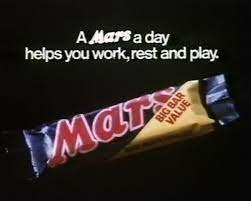 A Mars a day
helps you work, rest and play.
Mars
BIG BAR
VALUE